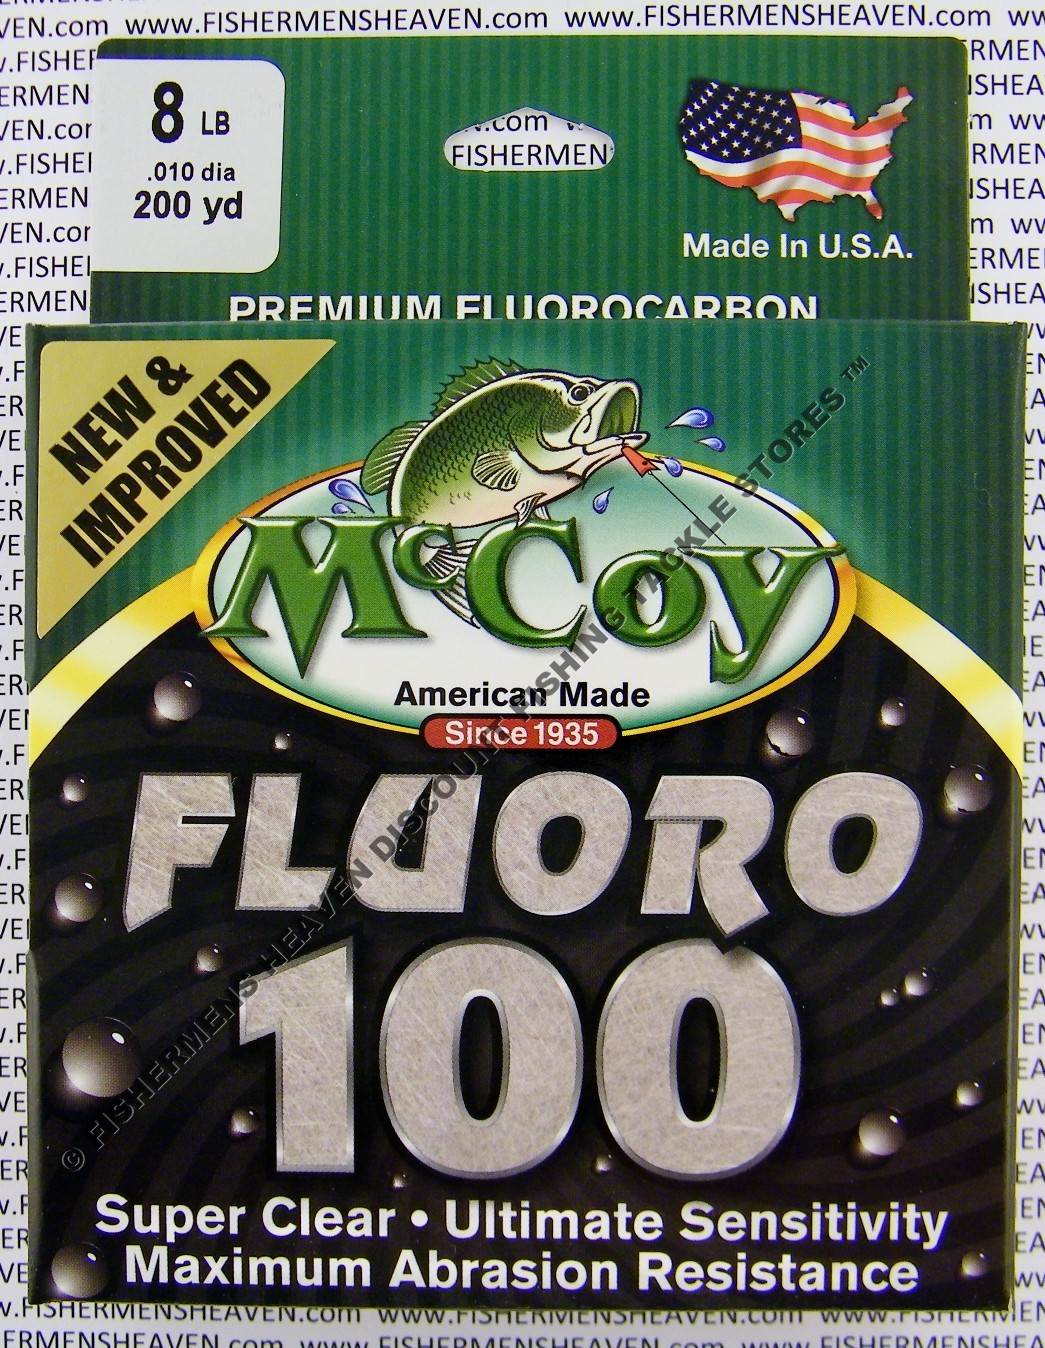 www.FISHERMENSHEAVEN.com
8 LB
.010 dia
200 yd
.com
FISHERMEN
Made In U.S.A.
PREMIUM FLUOROCARBON
NEW &
IMPROVED
McCoy
American Made
Since 1935
FLUORO
100
Super Clear • Ultimate Sensitivity
Maximum Abrasion Resistance
© FISHERMENS HEAVEN DISCOUNT FISHING TACKLE STORES ™
www.FISHERMENSHEAVEN.com